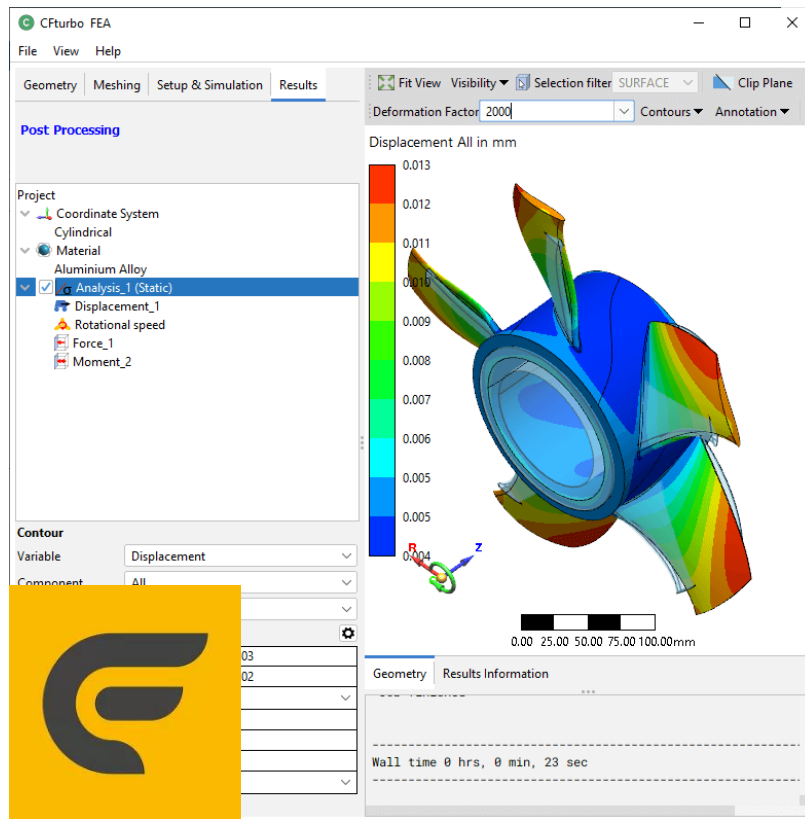 CFturbo FEA
File View Help
Geometry Meshing Setup & Simulation Results
Post Processing
Project
Coordinate System
Cylindrical
Material
Aluminium Alloy
Analysis_1 (Static)
Displacement_1
Rotational speed
Force_1
Moment_2
Contour
Variable Displacement
Component All
03
02
Fit View Visibility Selection filter SURFACE Clip Plane
Deformation Factor 2000 Contours Annotation
Displacement All in mm
0.013
0.012
0.011
0.010
0.009
0.008
0.007
0.006
0.005
0.005
0.004
R Z
0.00 25.00 50.00 75.00 100.00mm
Geometry Results Information
Wall time 0 hrs, 0 min, 23 sec